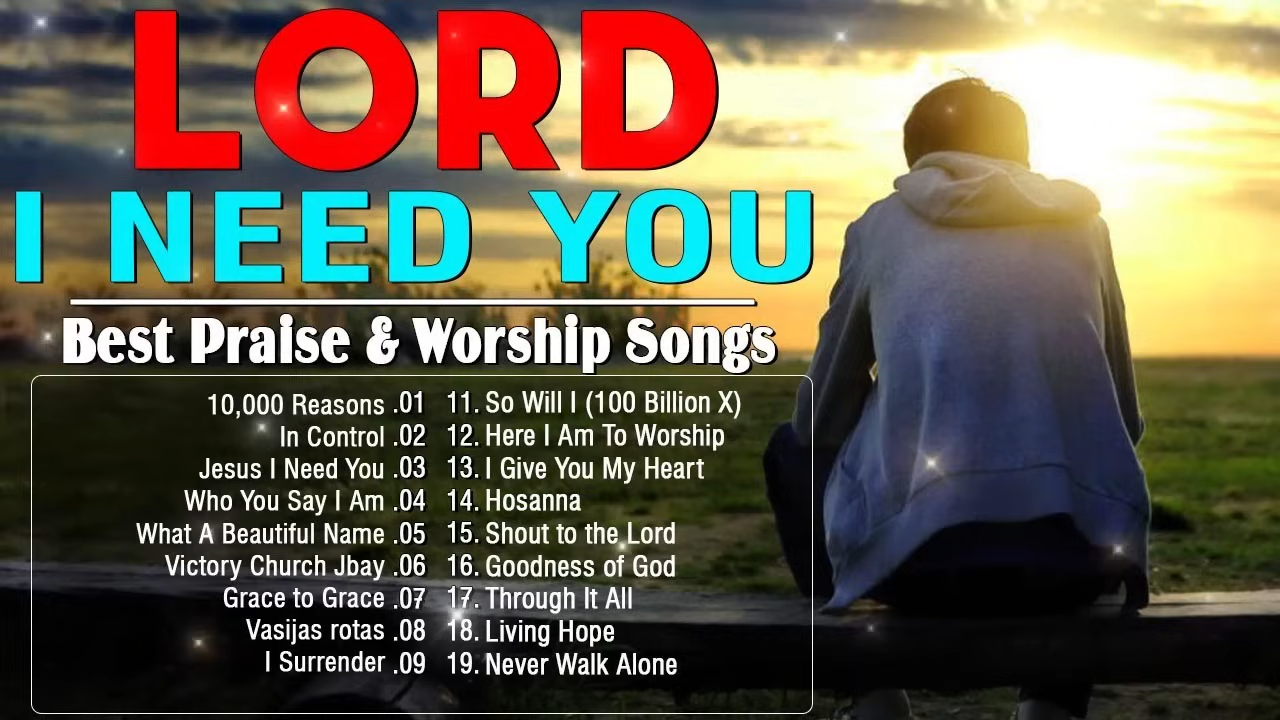 LORD
I NEED YOU
Best Praise & Worship Songs
10,000 Reasons .01
In Control .02
Jesus I Need You .03
Who You Say I Am .04
What A Beautiful Name .05
Victory Church Jbay .06
Grace to Grace .07
Vasijas rotas .08
I Surrender .09
11. So Will I (100 Billion X)
12. Here I Am To Worship
13. I Give You My Heart
14. Hosanna
15. Shout to the Lord
16. Goodness of God
17. Through It All
18. Living Hope
19. Never Walk Alone